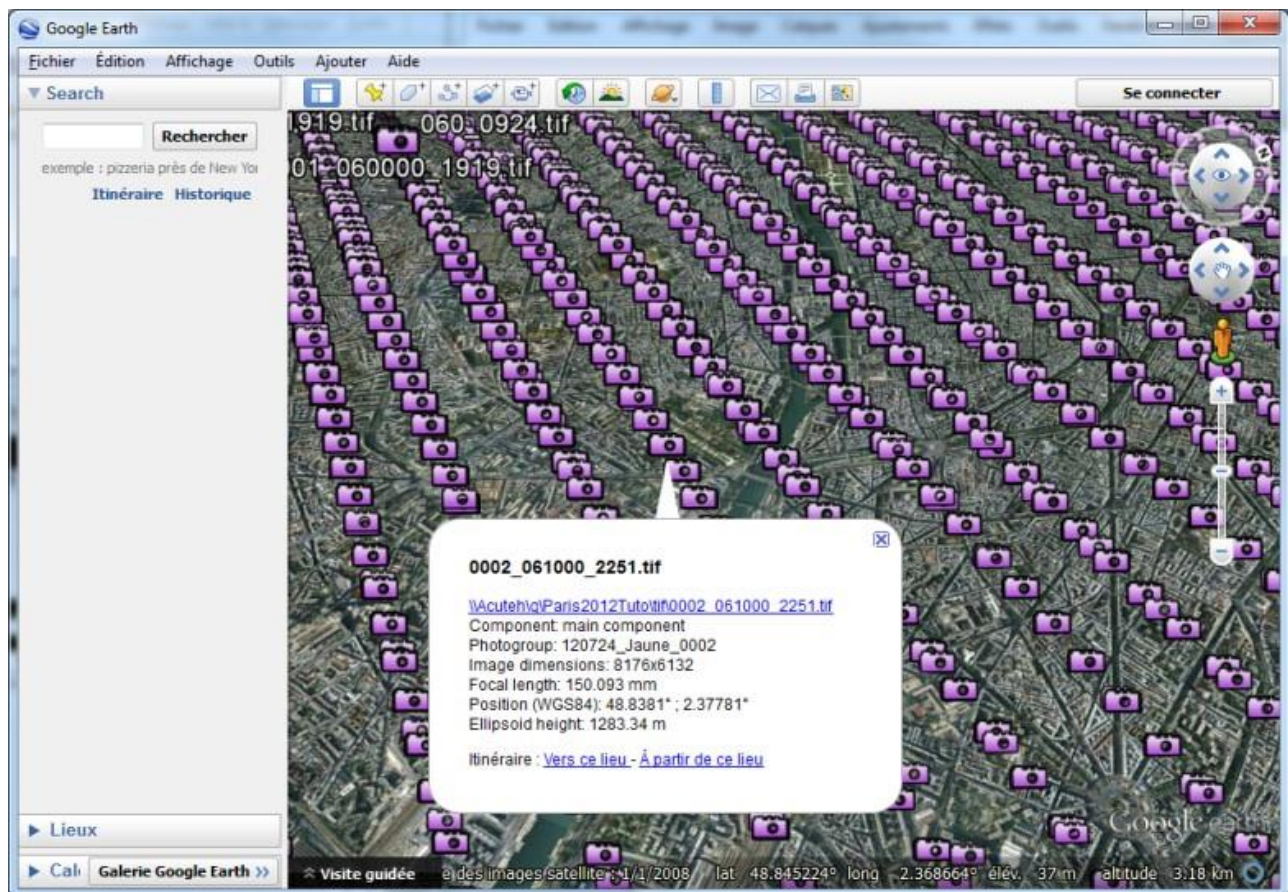 Google Earth
Fichier Édition Affichage Outils Ajouter Aide
Search
Se connecter
Rechercher
exemple : pizzeria près de New Yo
Itinéraire Historique
1919.tif 060_0924.tif
01_060000_1919.tif
N
0002_061000_2251.tif
\\Acuteh\q\Paris2012Tuto\tif\0002_061000_2251.tif
Component: main component
Photogroup: 120724_Jaune_0002
Image dimensions: 8176x6132
Focal length: 150.093 mm
Position (WGS84): 48.8381° ; 2.37781°
Ellipsoid height: 1283.34 m
Itinéraire : Vers ce lieu - À partir de ce lieu
Lieux
Google earth
Cal Galerie Google Earth »
Visite guidée e des images satellite : 1/1/2008 lat 48.845224° long 2.368664° élév. 37 m altitude 3.18 km